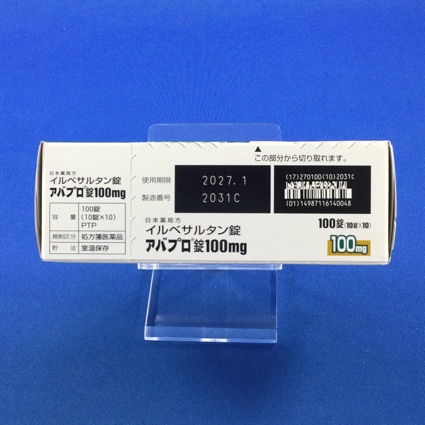 日本薬局方
イルベサルタン錠
アバプロ錠100mg
容量 100錠
(10錠×10)
PTP
規制区分 処方箋医薬品
貯法 室温保存
▲
この部分から切り取れます。
使用期限 2027.1
製造番号 2031C
(17)270100(10)2031C
(01)14987116140048
日本薬局方
イルベサルタン錠
アバプロ錠100mg
100錠(10錠×10)
100mg